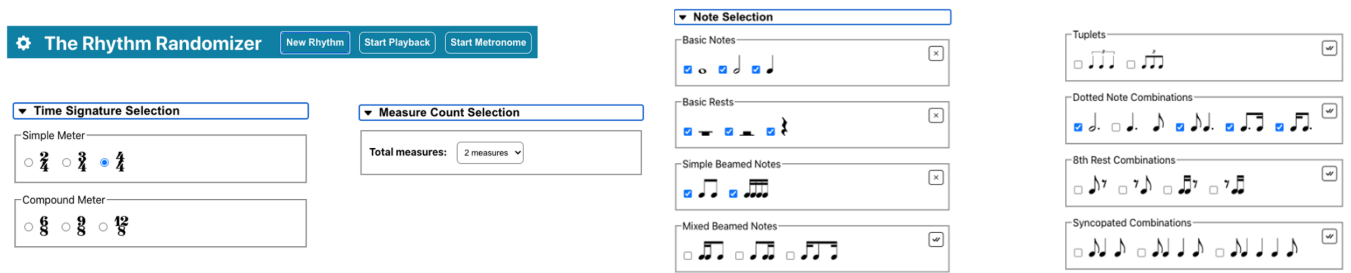 The Rhythm Randomizer
New Rhythm
Start Playback
Start Metronome
Time Signature Selection
Simple Meter
2/4
3/4
4/4
Compound Meter
6/8
9/8
12/8
Measure Count Selection
Total measures:
2 measures
Note Selection
Basic Notes
Basic Rests
Simple Beamed Notes
Mixed Beamed Notes
Tuplets
3
3
Dotted Note Combinations
8th Rest Combinations
Syncopated Combinations